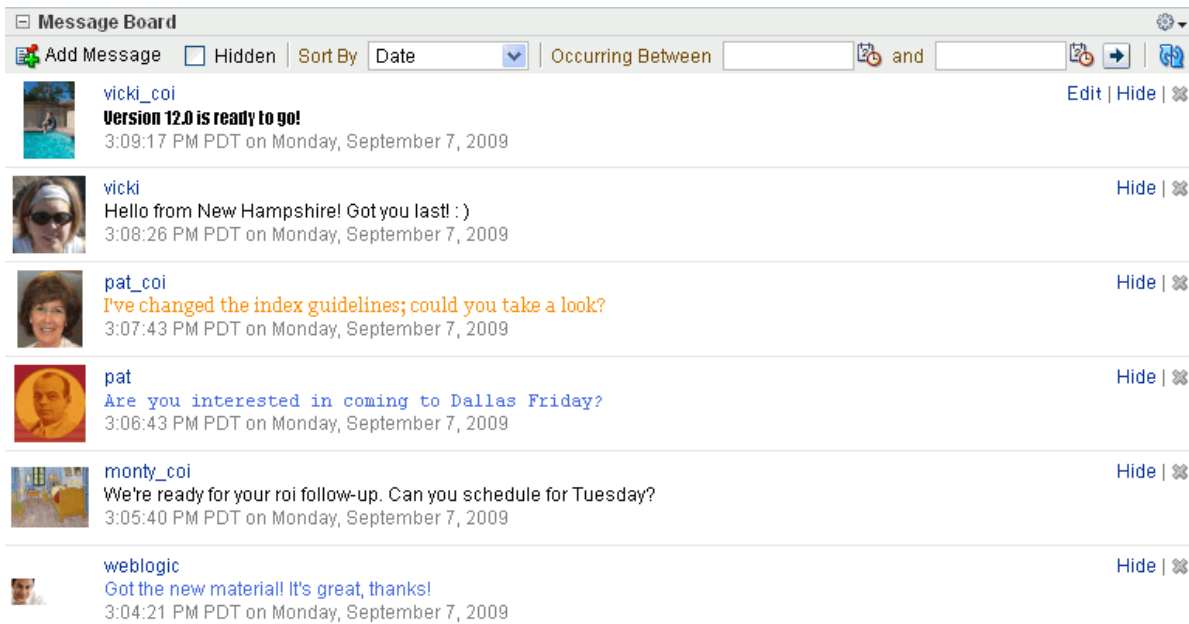 Message Board
Add Message Hidden Sort By Date Occurring Between and
vicki_coi Edit | Hide |
Version 12.0 is ready to go!
3:09:17 PM PDT on Monday, September 7, 2009
vicki Hide |
Hello from New Hampshire! Got you last! : )
3:08:26 PM PDT on Monday, September 7, 2009
pat_coi Hide |
I've changed the index guidelines; could you take a look?
3:07:43 PM PDT on Monday, September 7, 2009
pat Hide |
Are you interested in coming to Dallas Friday?
3:06:43 PM PDT on Monday, September 7, 2009
monty_coi Hide |
We're ready for your roi follow-up. Can you schedule for Tuesday?
3:05:40 PM PDT on Monday, September 7, 2009
weblogic Hide |
Got the new material! It's great, thanks!
3:04:21 PM PDT on Monday, September 7, 2009